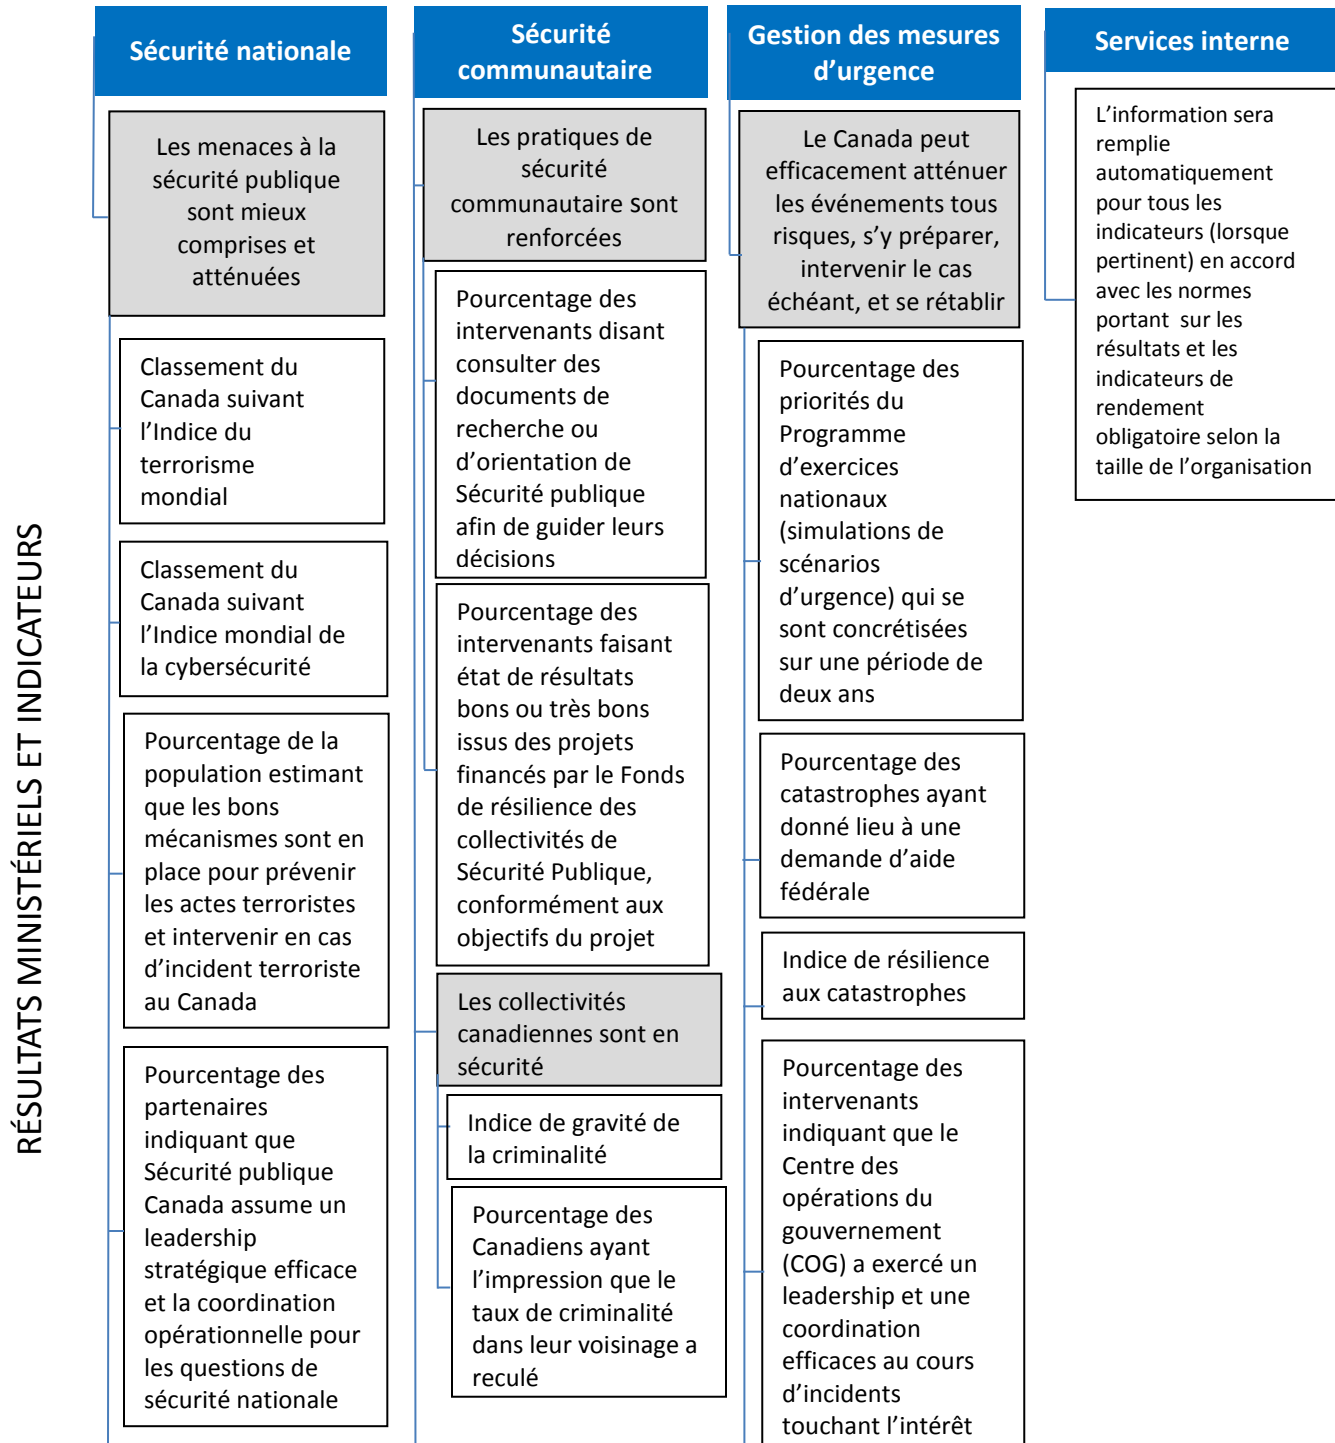 RÉSULTATS MINISTÉRIELS ET INDICATEURS
Sécurité nationale
Les menaces à la
sécurité publique
sont mieux
comprises et
atténuées
Classement du
Canada suivant
l’Indice du
terrorisme
mondial
Classement du
Canada suivant
l’Indice mondial de
la cybersécurité
Pourcentage de la
population estimant
que les bons
mécanismes sont en
place pour prévenir
les actes terroristes
et intervenir en cas
d’incident terroriste
au Canada
Pourcentage des
partenaires
indiquant que
Sécurité publique
Canada assume un
leadership
stratégique efficace
et la coordination
opérationnelle pour
les questions de
sécurité nationale
Sécurité
communautaire
Les pratiques de
sécurité
communautaire sont
renforcées
Pourcentage des
intervenants disant
consulter des
documents de
recherche ou
d’orientation de
Sécurité publique
afin de guider leurs
décisions
Pourcentage des
intervenants faisant
état de résultats
bons ou très bons
issus des projets
financés par le Fonds
de résilience des
collectivités de
Sécurité Publique,
conformément aux
objectifs du projet
Les collectivités
canadiennes sont en
sécurité
Indice de gravité de
la criminalité
Pourcentage des
Canadiens ayant
l’impression que le
taux de criminalité
dans leur voisinage a
reculé
Gestion des mesures
d’urgence
Le Canada peut
efficacement atténuer
les événements tous
risques, s’y préparer,
intervenir le cas
échéant, et se rétablir
Pourcentage des
priorités du
Programme
d’exercices
nationaux
(simulations de
scénarios
d’urgence) qui se
sont concrétisées
sur une période de
deux ans
Pourcentage des
catastrophes ayant
donné lieu à une
demande d’aide
fédérale
Indice de résilience
aux catastrophes
Pourcentage des
intervenants
indiquant que le
Centre des
opérations du
gouvernement
(COG) a exercé un
leadership et une
coordination
efficaces au cours
d’incidents
touchant l’intérêt
Services interne
L’information sera
remplie
automatiquement
pour tous les
indicateurs (lorsque
pertinent) en accord
avec les normes
portant sur les
résultats et les
indicateurs de
rendement
obligatoire selon la
taille de l’organisation